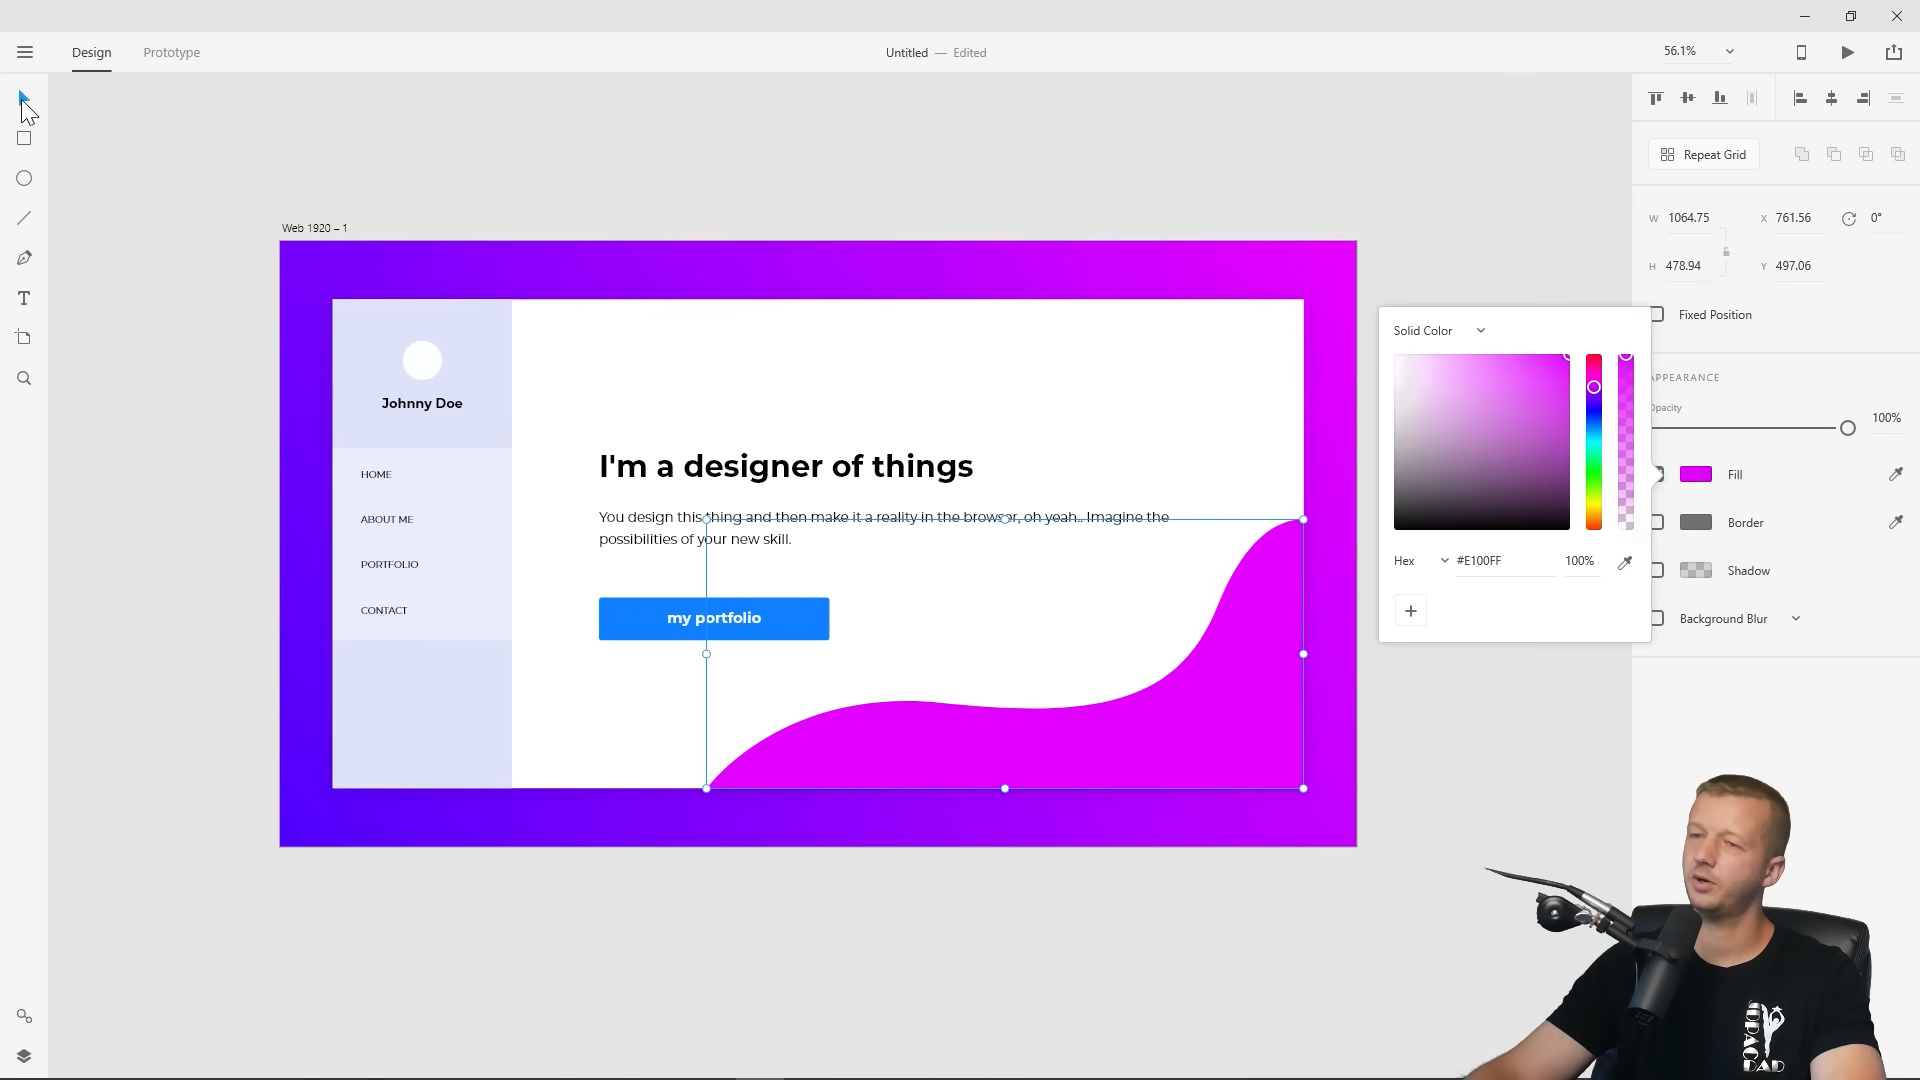 Design
Prototype
Untitled — Edited
56.1%
Repeat Grid
W 1064.75
X 761.56
0°
H 478.94
Y 497.06
Fixed Position
Web 1920 – 1
Johnny Doe
HOME
ABOUT ME
PORTFOLIO
CONTACT
I'm a designer of things
You design this thing and then make it a reality in the browser, oh yeah.. Imagine the
possibilities of your new skill.
my portfolio
Solid Color
Hex
#E100FF
100%
+
APPEARANCE
Opacity
100%
Fill
Border
Shadow
Background Blur